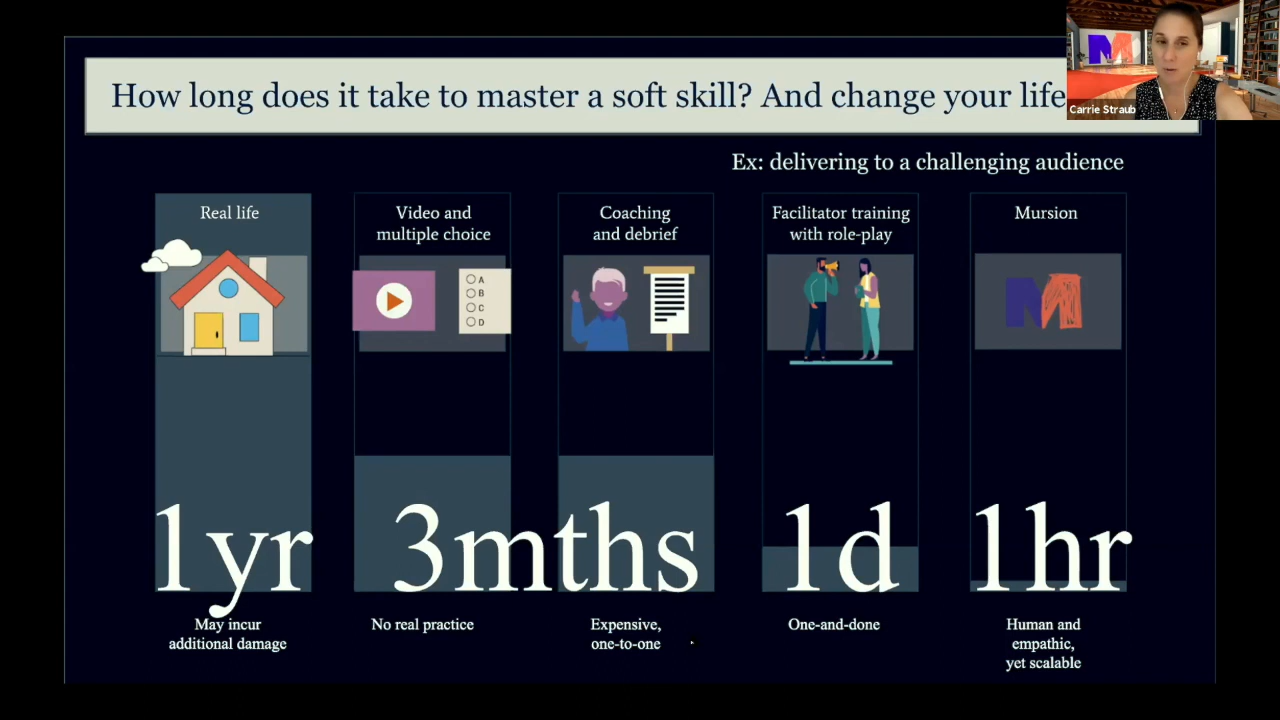 How long does it take to master a soft skill? And change your life
Carrie Straub
Ex: delivering to a challenging audience
Real life
Video and
multiple choice
A
B
C
D
Coaching
and debrief
Facilitator training
with role-play
Mursion
M
M
1yr
3mths
1d
1hr
May incur
additional damage
No real practice
Expensive,
one-to-one
One-and-done
Human and
empathic,
yet scalable